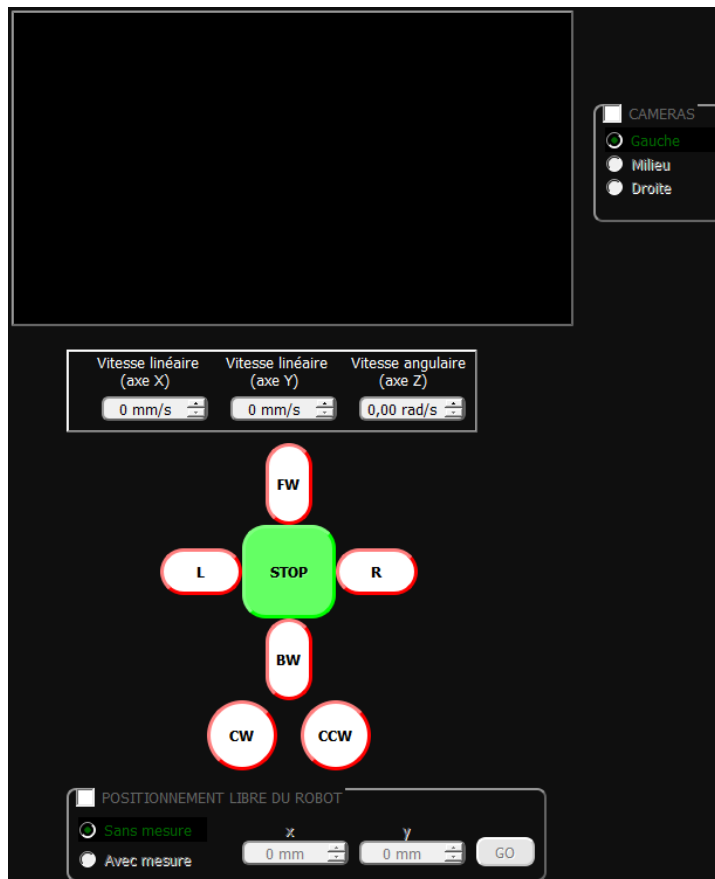 CAMERAS
Gauche
Milieu
Droite
Vitesse linéaire (axe X)
Vitesse linéaire (axe Y)
Vitesse angulaire (axe Z)
0 mm/s
0 mm/s
0,00 rad/s
FW
L
STOP
R
BW
CW
CCW
POSITIONNEMENT LIBRE DU ROBOT
Sans mesure
Avec mesure
x
y
0 mm
0 mm
GO